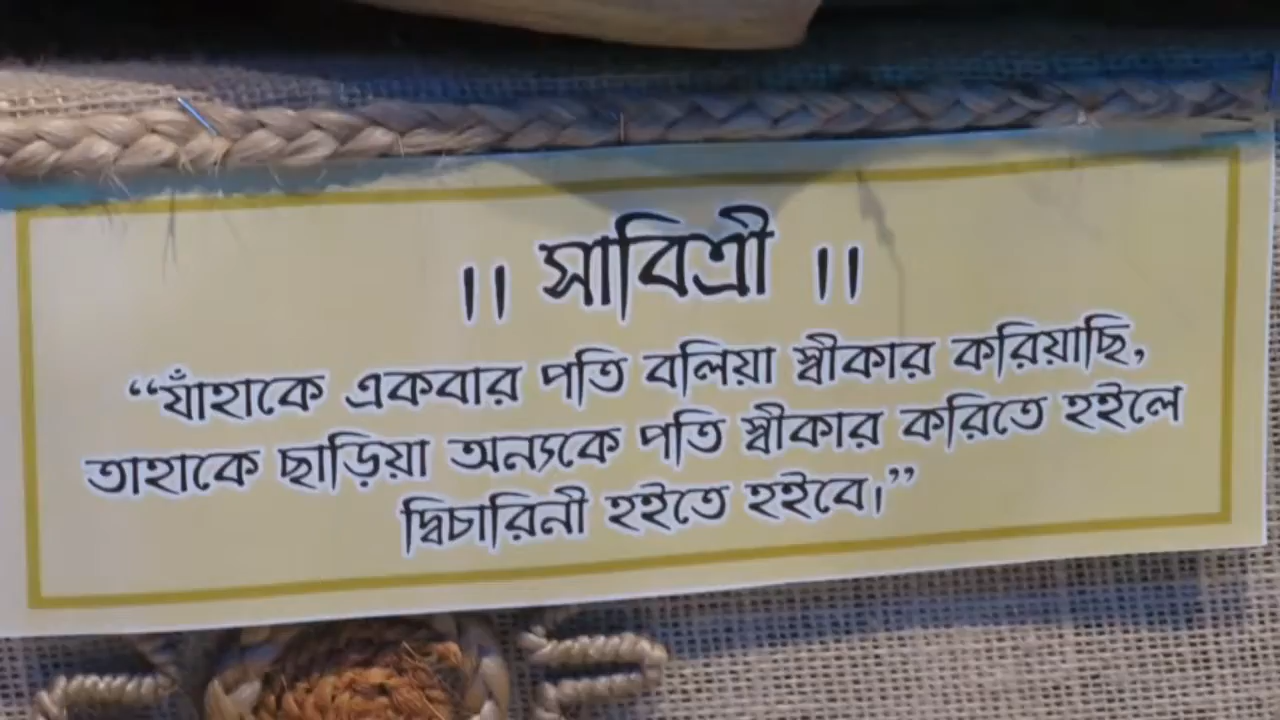 ।। সাবিত্রী ।।
“যাঁহাকে একবার পতি বলিয়া স্বীকার করিয়াছি,
তাহাকে ছাড়িয়া অন্যকে পতি স্বীকার করিতে হইলে
দ্বিচারিনী হইতে হইবে।”